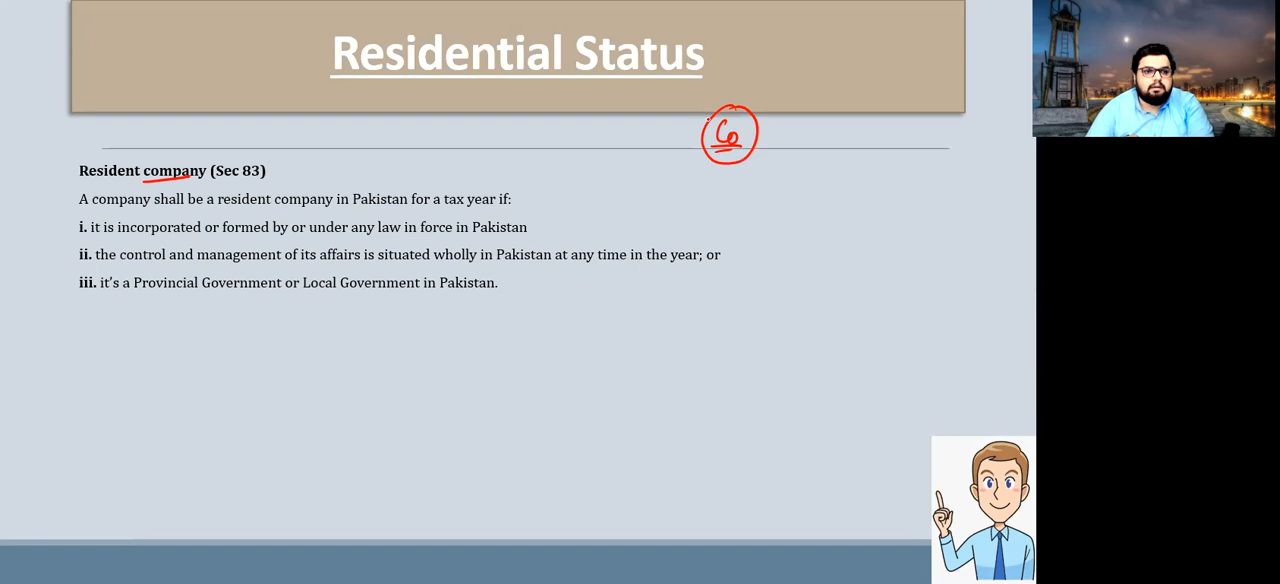 Residential Status
Co
Resident company (Sec 83)
A company shall be a resident company in Pakistan for a tax year if:
i. it is incorporated or formed by or under any law in force in Pakistan
ii. the control and management of its affairs is situated wholly in Pakistan at any time in the year; or
iii. it’s a Provincial Government or Local Government in Pakistan.